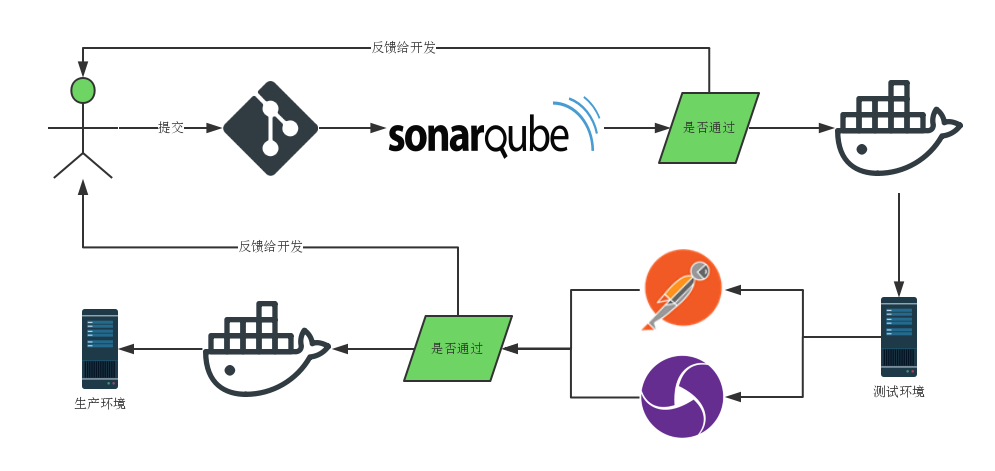 反馈给开发
提交
sonarqube
是否通过
反馈给开发
是否通过
测试环境
生产环境